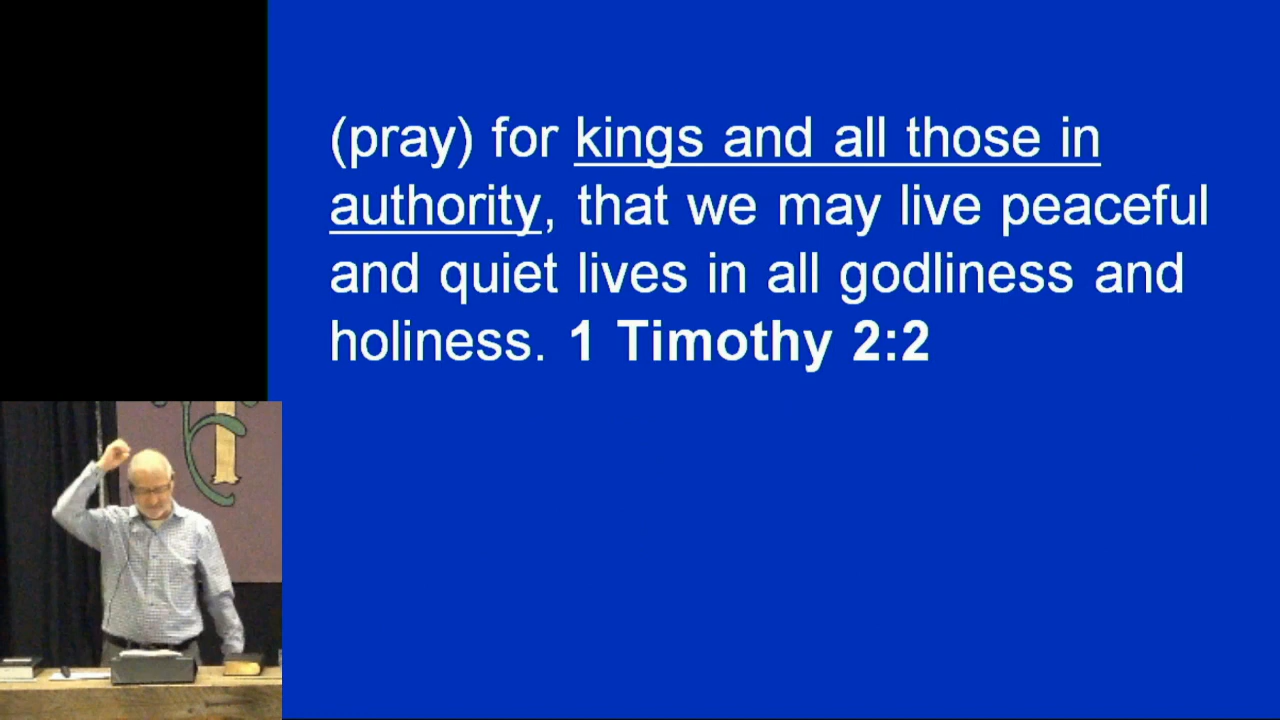 (pray) for kings and all those in
authority, that we may live peaceful
and quiet lives in all godliness and
holiness. 1 Timothy 2:2